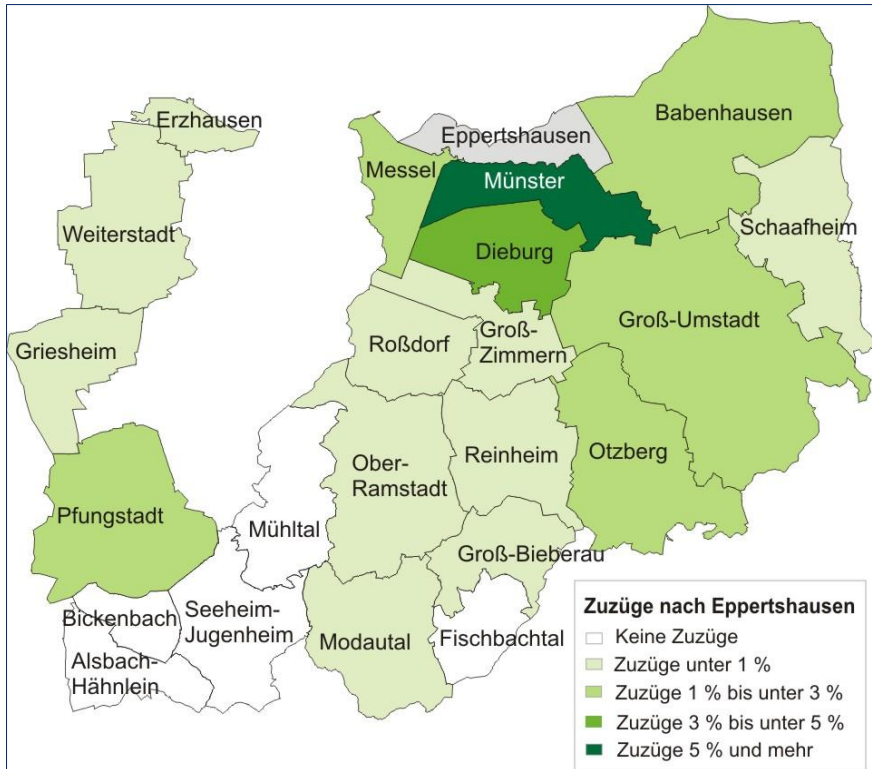 Erzhausen
Babenhausen
Eppertshausen
Messel
Münster
Schaafheim
Weiterstadt
Dieburg
Groß-Umstadt
Griesheim
Roßdorf
Groß-
Zimmern
Ober-
Ramstadt
Reinheim
Otzberg
Pfungstadt
Mühltal
Groß-Bieberau
Bickenbach
Seeheim-
Jugenheim
Modautal
Fischbachtal
Alsbach-
Hähnlein
Zuzüge nach Eppertshausen
Keine Zuzüge
Zuzüge unter 1 %
Zuzüge 1 % bis unter 3 %
Zuzüge 3 % bis unter 5 %
Zuzüge 5 % und mehr